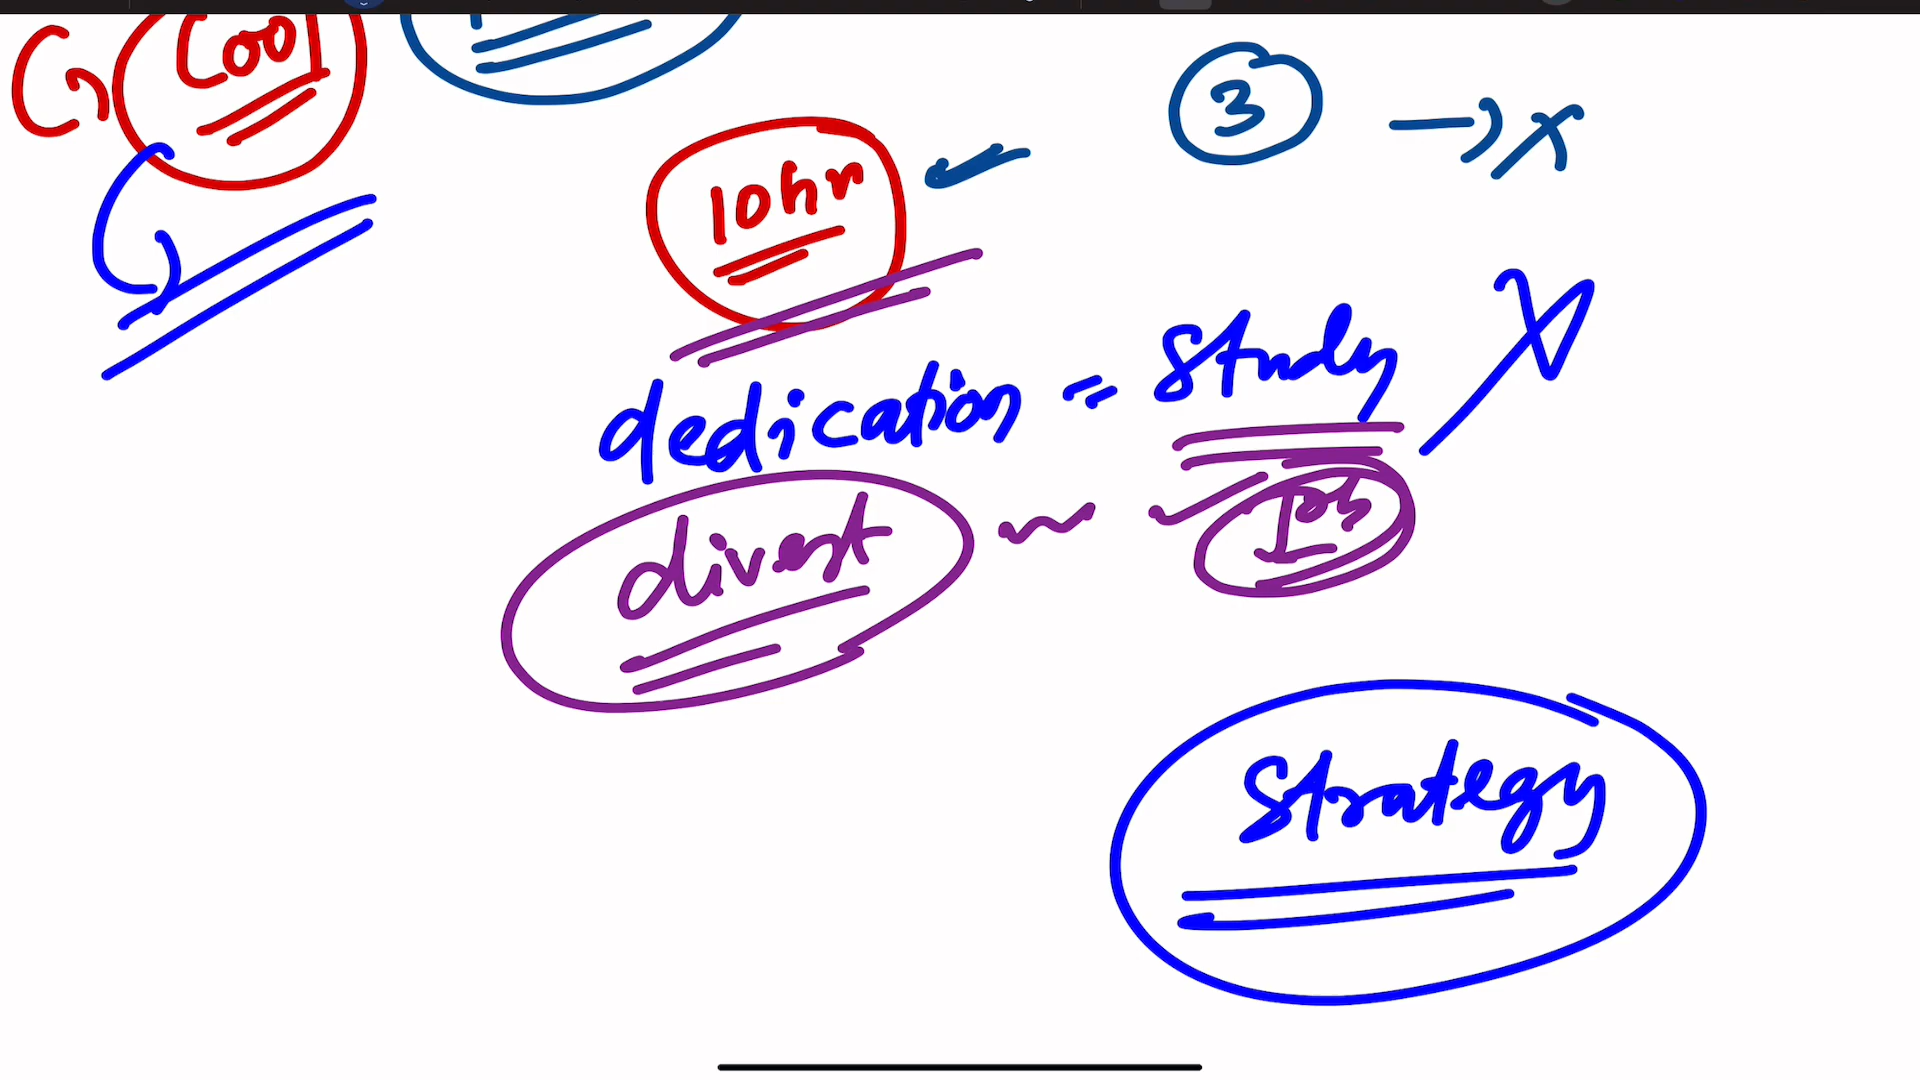 Cool
3 → x
10hr
dedication = study
divert
Strategy